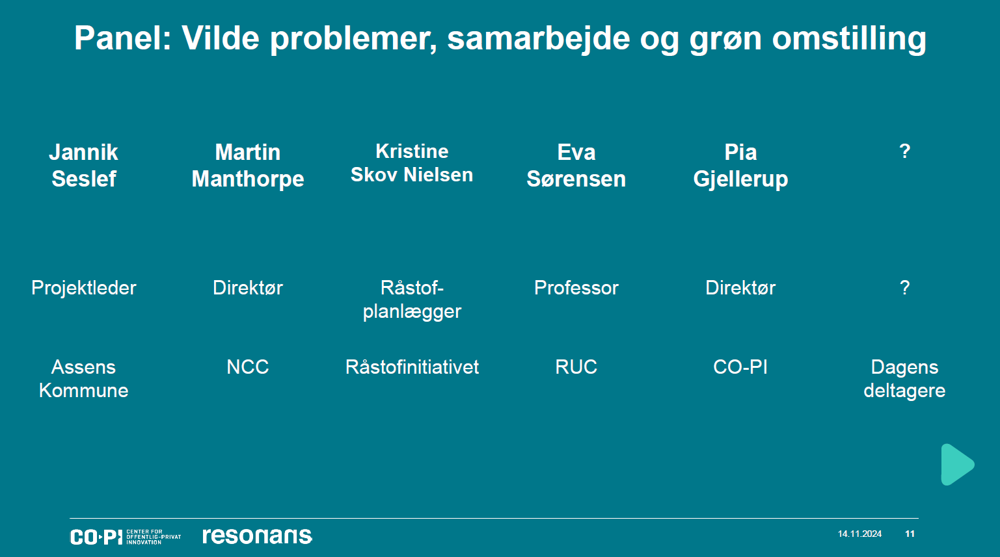 Panel: Vilde problemer, samarbejde og grøn omstilling
Jannik
Seslef
Martin
Manthorpe
Kristine
Skov Nielsen
Eva
Sørensen
Pia
Gjellerup
?
Projektleder
Direktør
Råstof-
planlægger
Professor
Direktør
?
Assens
Kommune
NCC
Råstofinitiativet
RUC
CO-PI
Dagens
deltagere
CO-PI
CENTER FOR
OFFENTLIG-PRIVAT
INNOVATION
resonans
14.11.2024
11